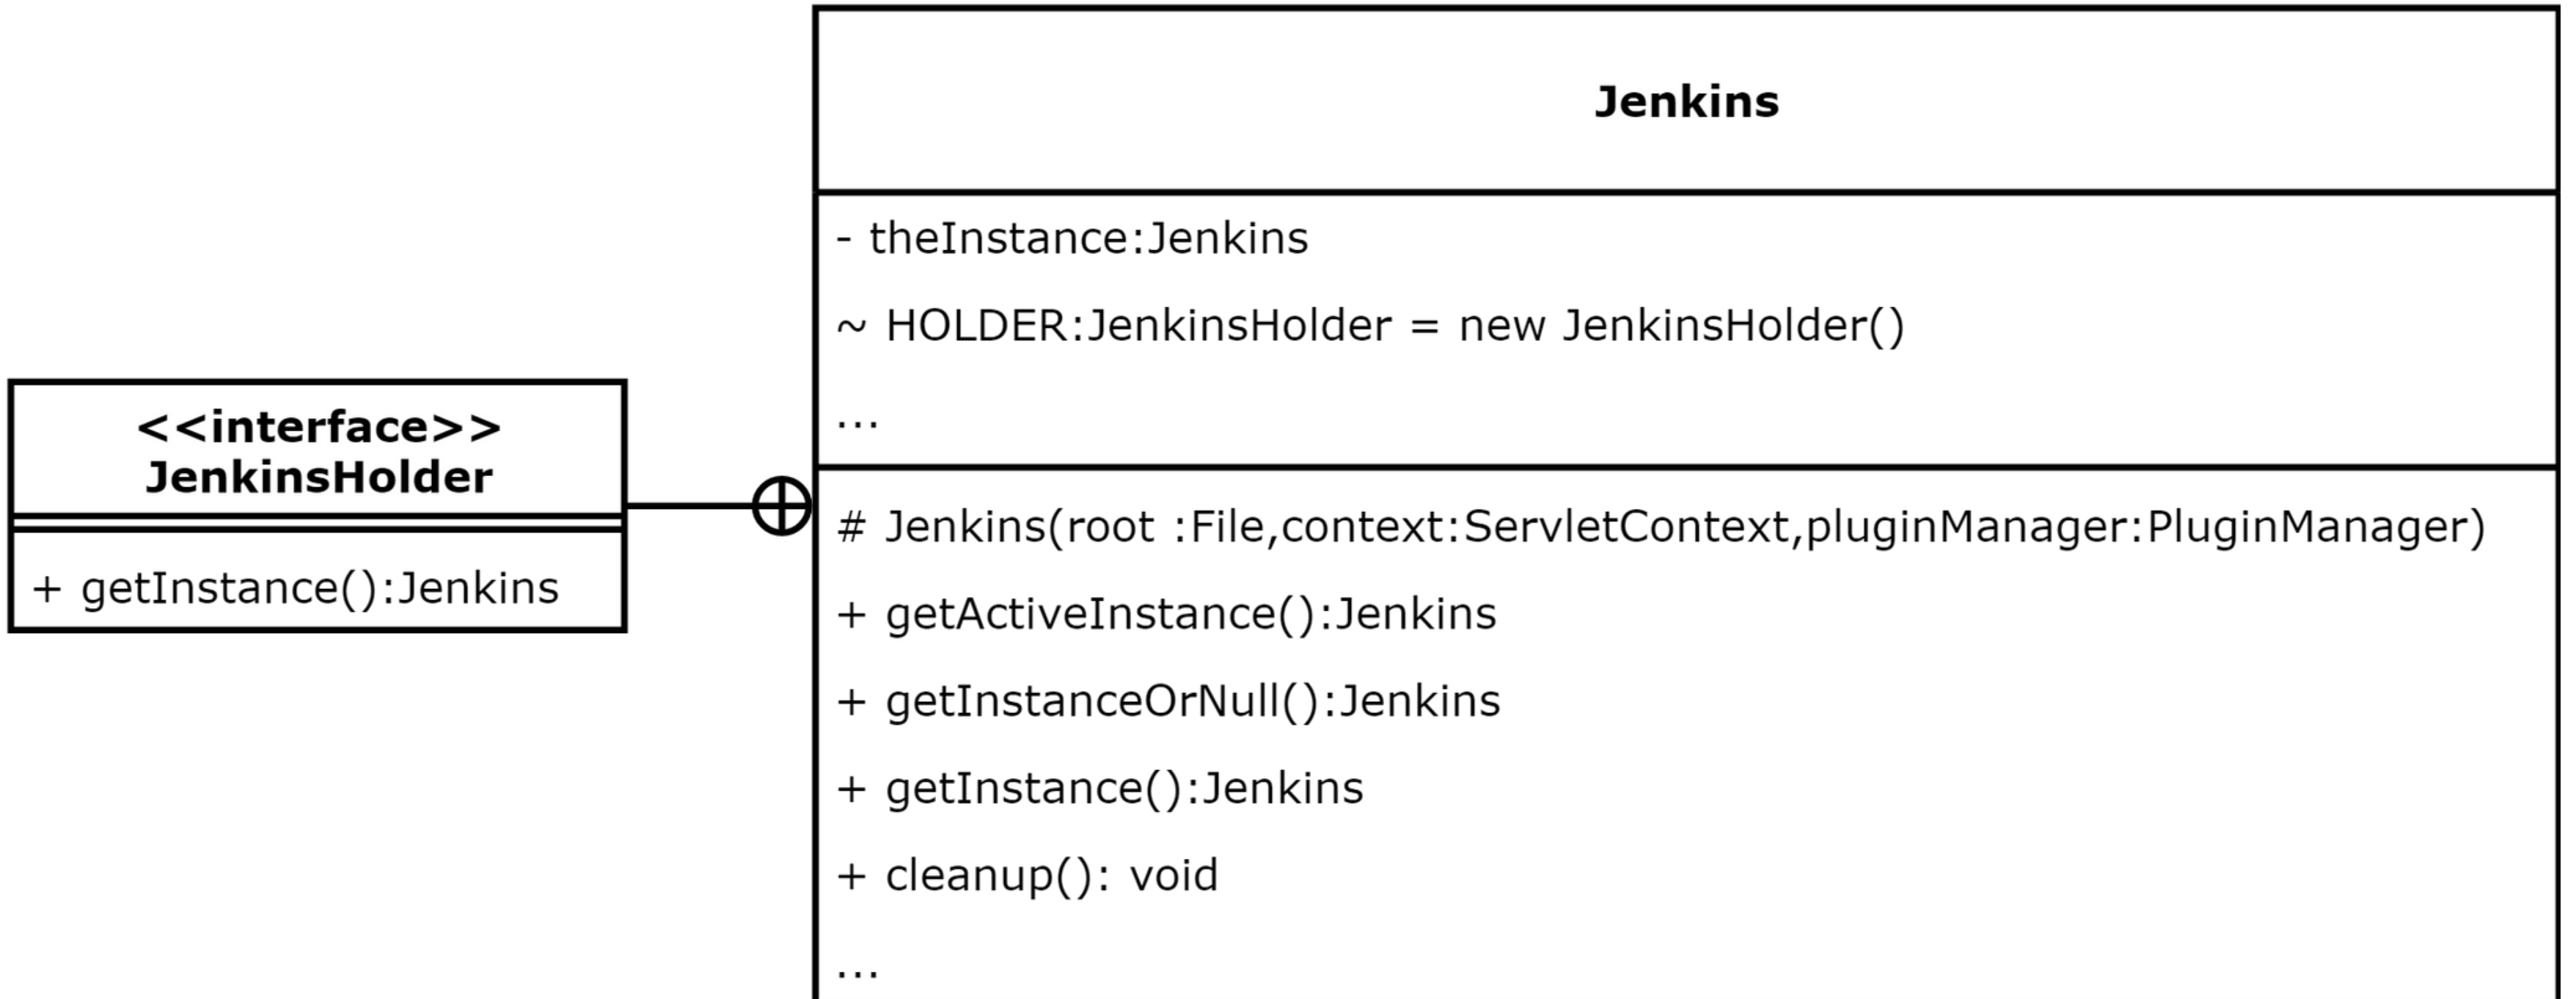 <<interface>>
JenkinsHolder
+ getInstance():Jenkins
Jenkins
- theInstance:Jenkins
~ HOLDER:JenkinsHolder = new JenkinsHolder()
...
# Jenkins(root :File,context:ServletContext,pluginManager:PluginManager)
+ getActiveInstance():Jenkins
+ getInstanceOrNull():Jenkins
+ getInstance():Jenkins
+ cleanup(): void
...